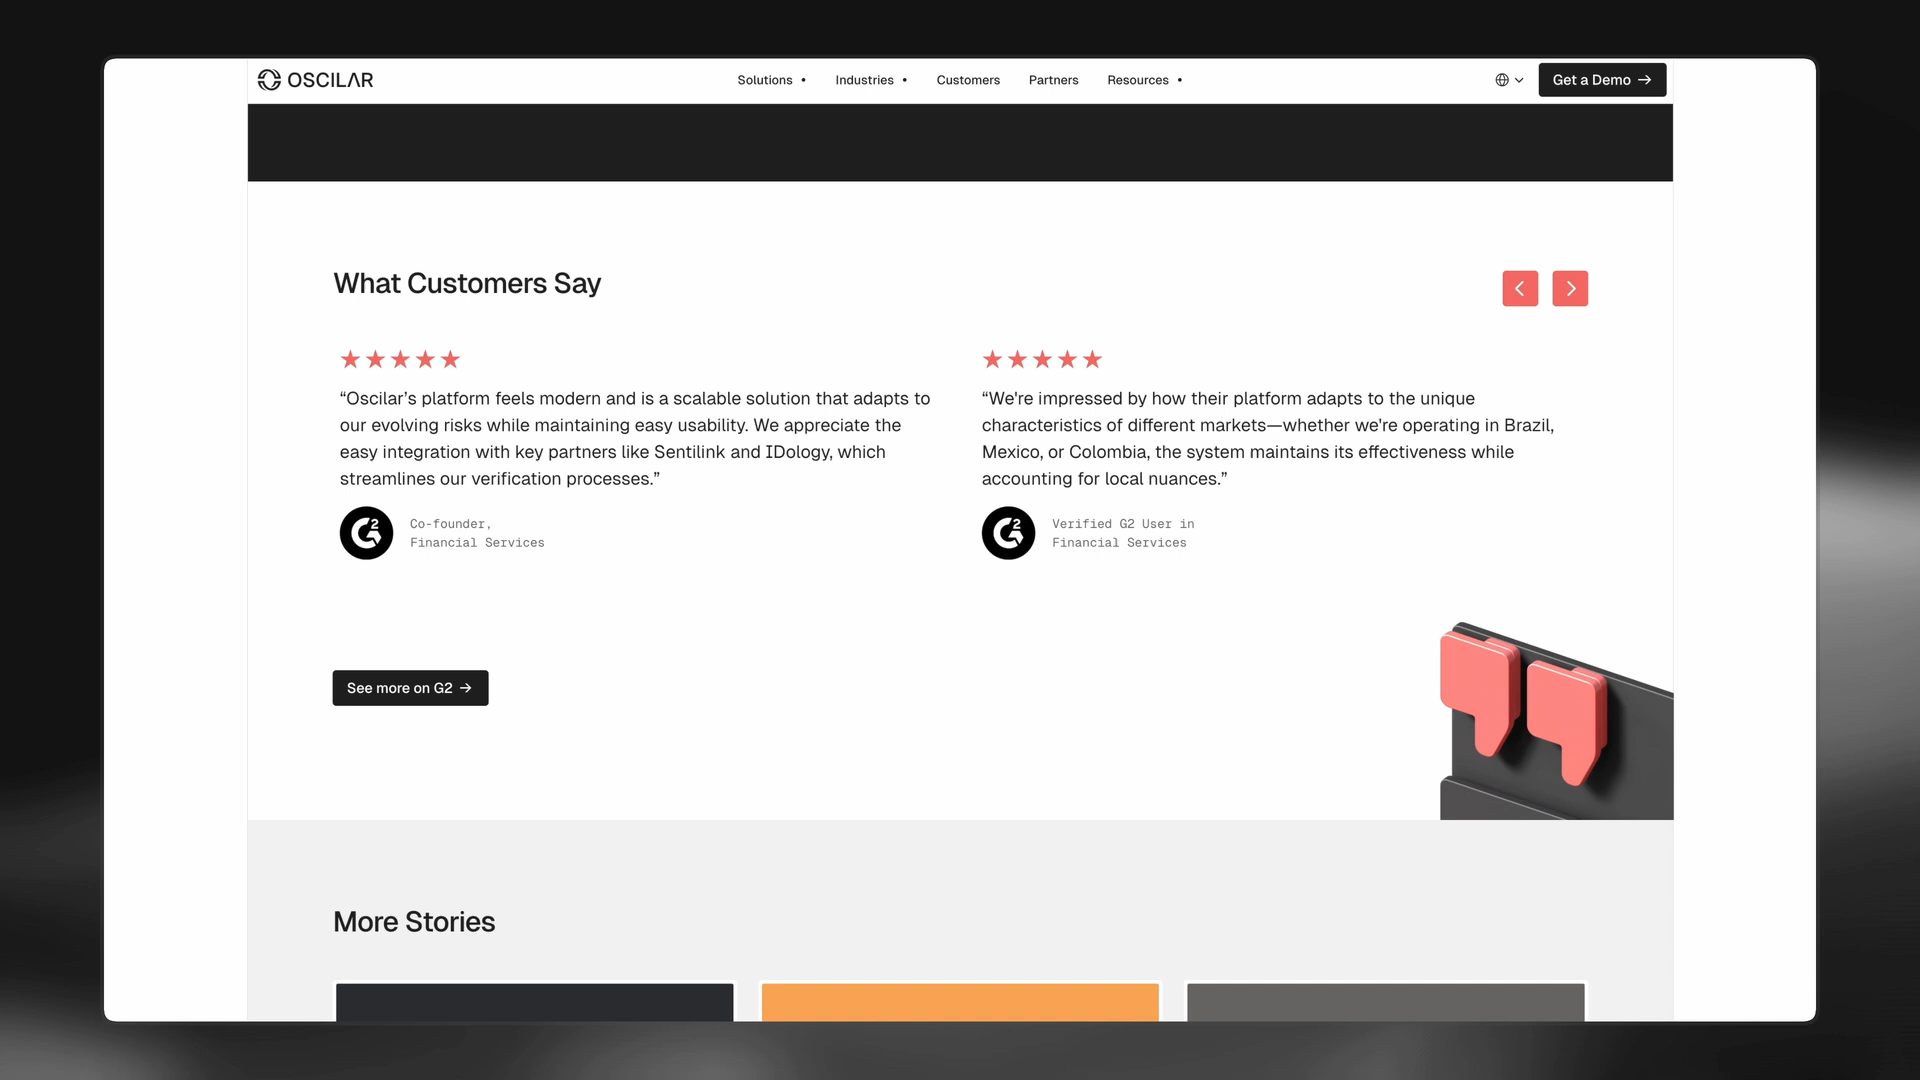 OSCILAR
Solutions •
Industries •
Customers
Partners
Resources •
Get a Demo →
What Customers Say
“Oscilar’s platform feels modern and is a scalable solution that adapts to
our evolving risks while maintaining easy usability. We appreciate the
easy integration with key partners like Sentilink and IDology, which
streamlines our verification processes.”
G2
Co-founder,
Financial Services
“We're impressed by how their platform adapts to the unique
characteristics of different markets—whether we're operating in Brazil,
Mexico, or Colombia, the system maintains its effectiveness while
accounting for local nuances.”
G2
Verified G2 User in
Financial Services
See more on G2 →
More Stories